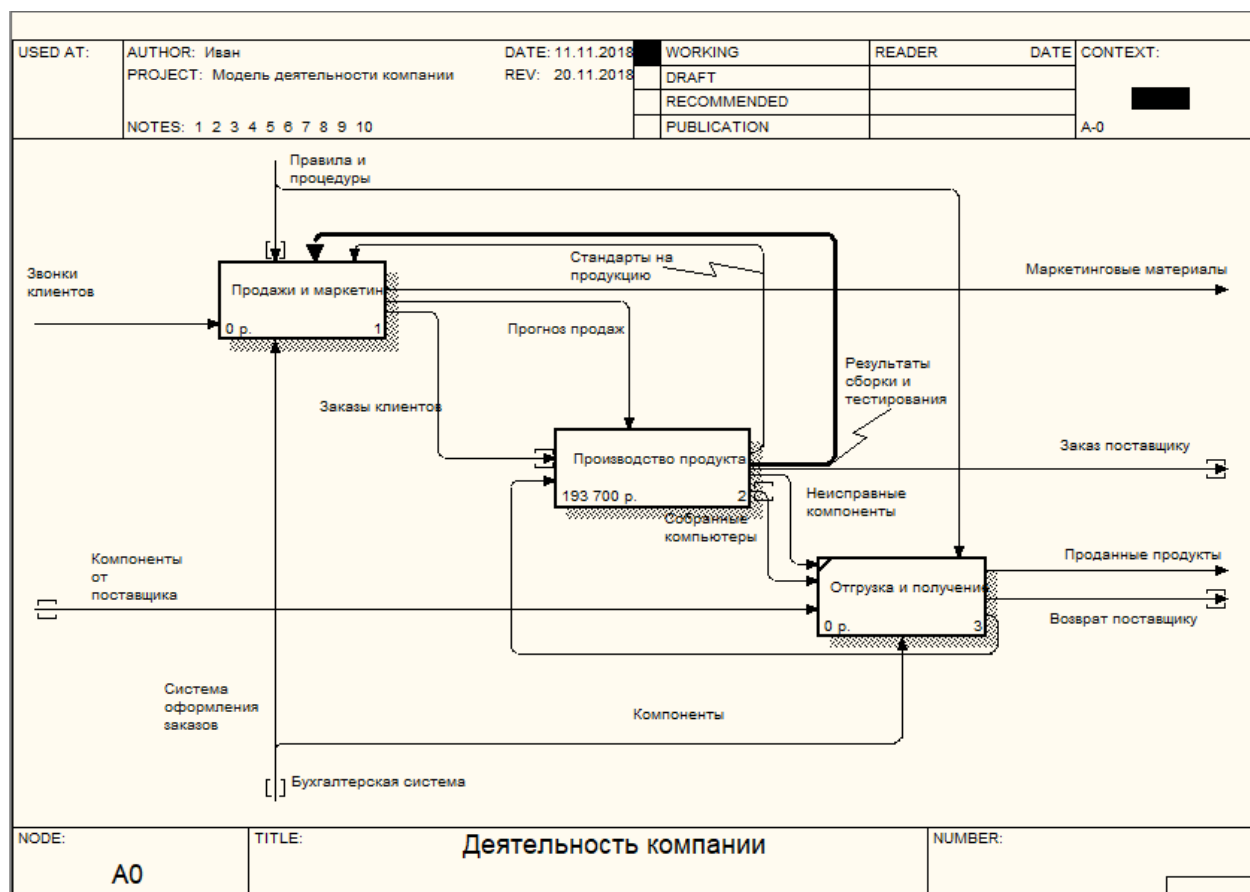 USED AT:
AUTHOR: Иван
DATE: 11.11.2018
PROJECT: Модель деятельности компании
REV: 20.11.2018
NOTES: 1 2 3 4 5 6 7 8 9 10
WORKING
DRAFT
RECOMMENDED
PUBLICATION
READER
DATE
CONTEXT:
A-0
Правила и
процедуры
Звонки
клиентов
Продажи и маркетин
0 р.
1
Стандарты на
продукцию
Маркетинговые материалы
Прогноз продаж
Результаты
сборки и
тестирования
Заказы клиентов
Заказ поставщику
Производство продукта
193 700 р.
2
Неисправные
компоненты
Собранные
компьютеры
Компоненты
от
поставщика
Проданные продукты
Отгрузка и получение
0 р.
3
Возврат поставщику
Система
оформления
заказов
Компоненты
Бухгалтерская система
NODE:
A0
TITLE:
Деятельность компании
NUMBER: